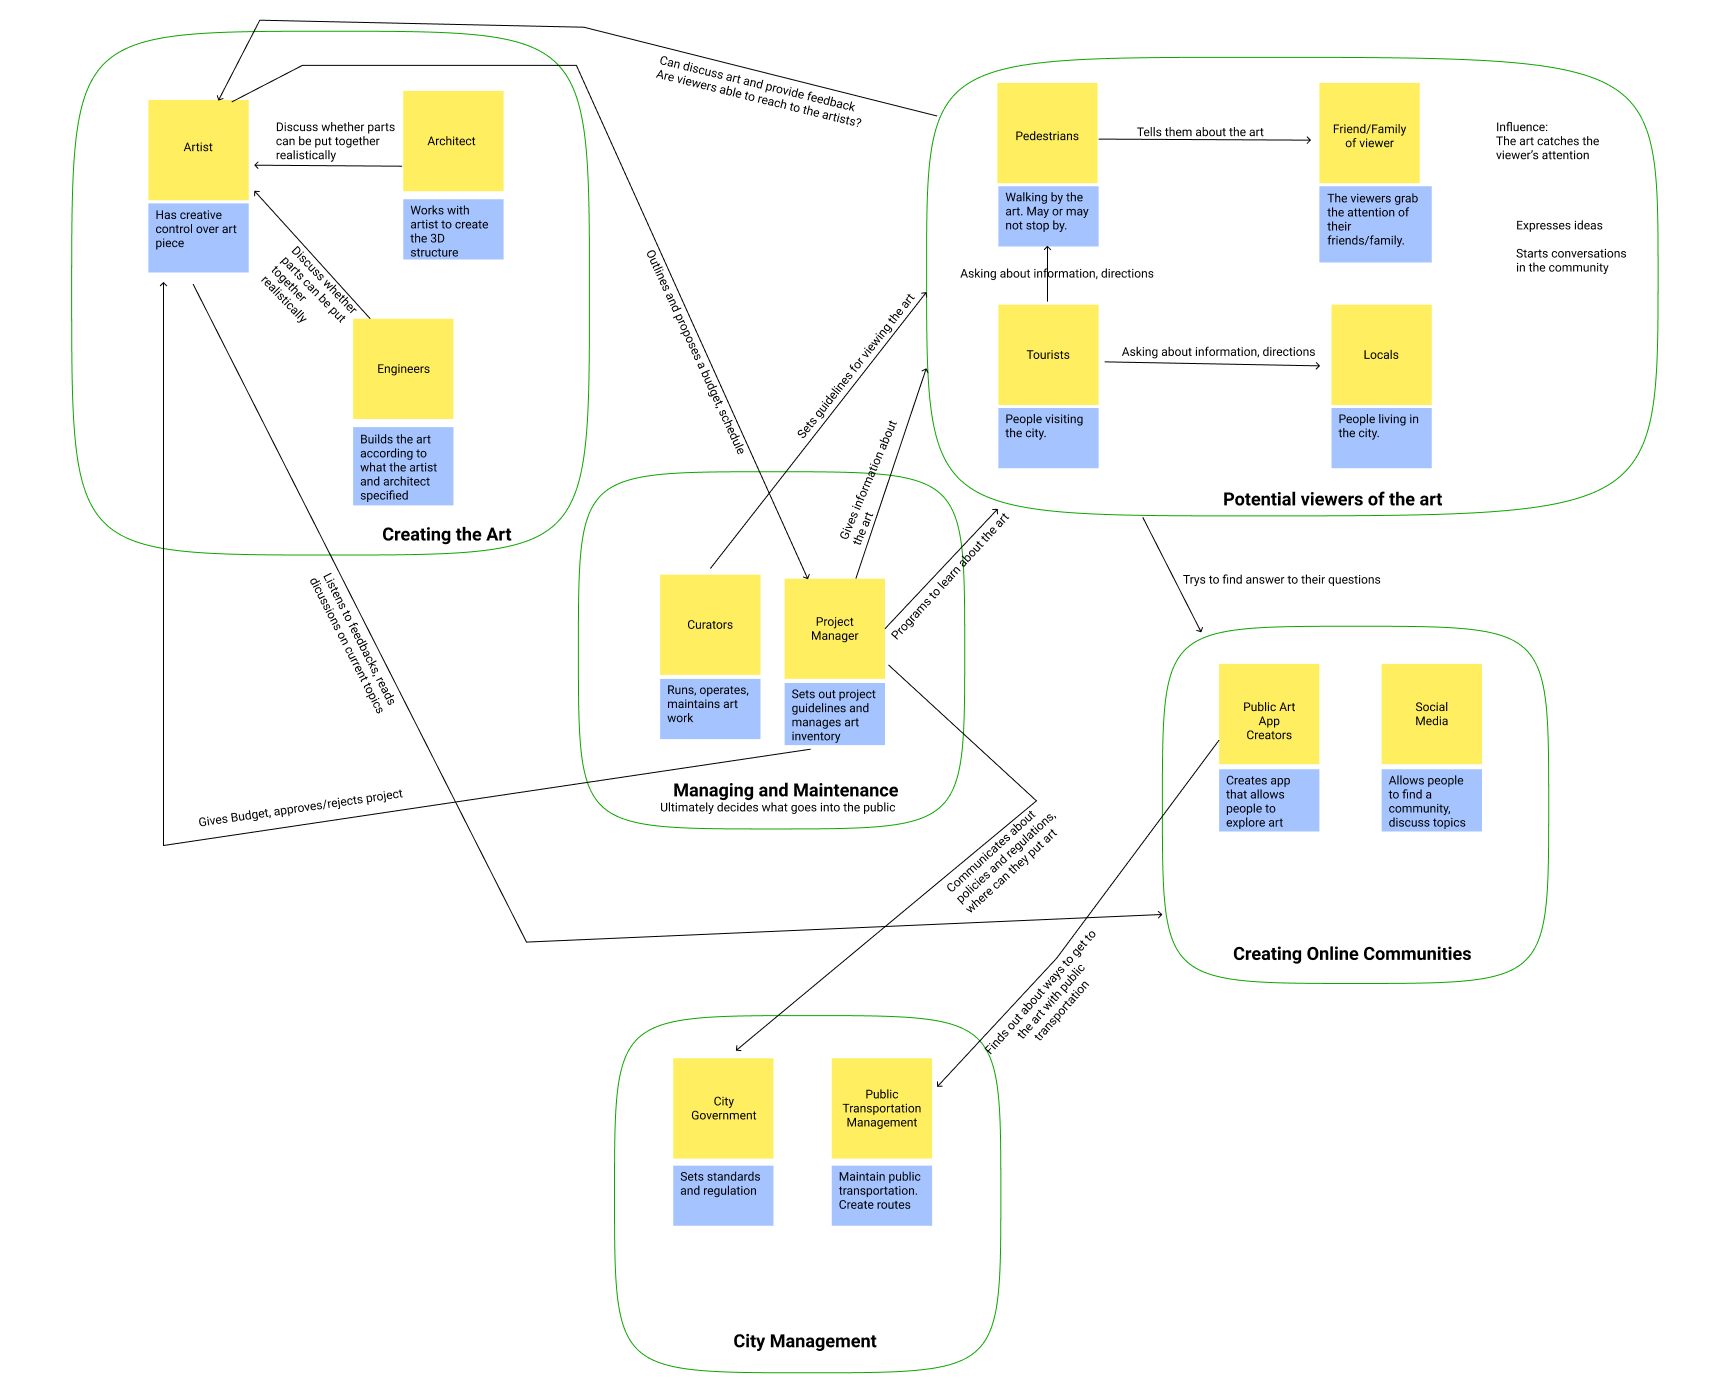 Can discuss art and provide feedback
Are viewers able to reach to the artists?
Artist
Has creative
control over art
piece
Discuss whether parts
can be put together
realistically
Architect
Works with
artist to create
the 3D
structure
Discuss whether
parts can be put
together
realistically
Engineers
Builds the art
according to
what the artist
and architect
specified
Creating the Art
Outlines and proposes a budget, schedule
Pedestrians
Walking by the
art. May or may
not stop by.
Tells them about the art
Friend/Family
of viewer
The viewers grab
the attention of
their
friends/family.
Influence:
The art catches the
viewer's attention
Expresses ideas
Starts conversations
in the community
Asking about information, directions
Tourists
People visiting
the city.
Asking about information, directions
Locals
People living in
the city.
Potential viewers of the art
Sets guidelines for viewing the art
Gives information about
the art
Programs to learn about the art
Curators
Runs, operates,
maintains art
work
Project
Manager
Sets out project
guidelines and
manages art
inventory
Managing and Maintenance
Ultimately decides what goes into the public
Listens to feedbacks, reads
dicussions on current topics
Gives Budget, approves/rejects project
Trys to find answer to their questions
Public Art
App
Creators
Creates app
that allows
people to
explore art
Social
Media
Allows people
to find a
community,
discuss topics
Creating Online Communities
Communicates about
policies and regulations,
where can they put art
Finds out about ways to get to
the art with public
transportation
City
Government
Sets standards
and regulation
Public
Transportation
Management
Maintain public
transportation.
Create routes
City Management